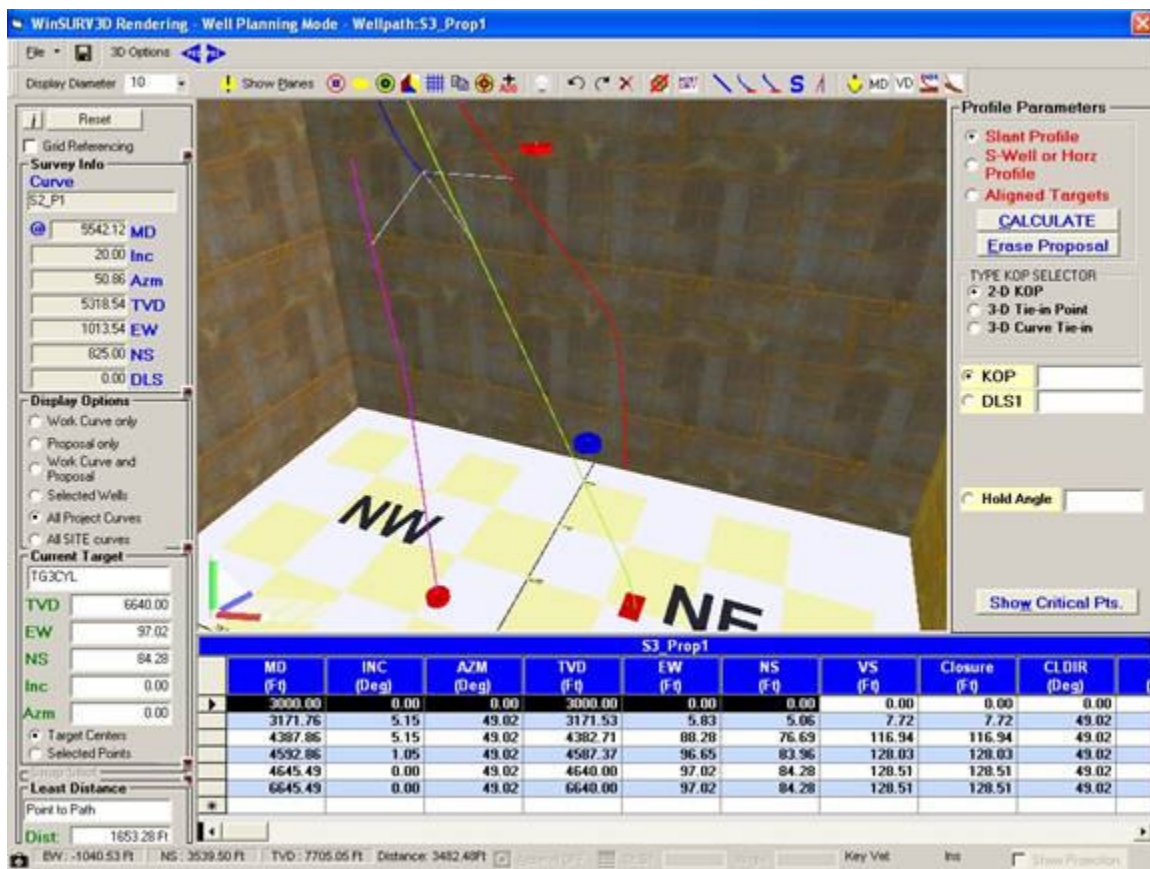 WinSURV3D Rendering - Well Planning Mode - Wellpath:S3_Prop1
File 3D Options
Display Diameter 10 Show Planes ADD S MD VD
Reset
Grid Referencing
Survey Info
Curve
S2_P1
@ 5542.12 MD
20.00 Inc
50.86 Azm
5318.54 TVD
1013.54 EW
825.00 NS
0.00 DLS
Display Options
Work Curve only
Proposal only
Work Curve and
Proposal
Selected Wells
All Project Curves
All SITE curves
Current Target
TG3CYL
TVD 6640.00
EW 97.02
NS 84.28
Inc 0.00
Azm 0.00
Target Centers
Selected Points
Snap Shot
Least Distance
Point to Path
Dist: 1653.28 Ft
NW
NE
Profile Parameters
Slant Profile
S-Well or Horz
Profile
Aligned Targets
CALCULATE
Erase Proposal
TYPE KOP SELECTOR
2-D KOP
3-D Tie-in Point
3-D Curve Tie-in
KOP
DLS1
Hold Angle
Show Critical Pts.
S3_Prop1
MD INC AZM TVD EW NS VS Closure CLDIR
(Ft) (Deg) (Deg) (Ft) (Ft) (Ft) (Ft) (Ft) (Deg)
3000.00 0.00 0.00 3000.00 0.00 0.00 0.00 0.00 0.00
3171.76 5.15 49.02 3171.53 5.83 5.06 7.72 7.72 49.02
4387.86 5.15 49.02 4382.71 88.28 76.69 116.94 116.94 49.02
4592.86 1.05 49.02 4587.37 96.65 83.96 128.03 128.03 49.02
4645.49 0.00 49.02 4640.00 97.02 84.28 128.51 128.51 49.02
6645.49 0.00 49.02 6640.00 97.02 84.28 128.51 128.51 49.02
EW : -1040.53 Ft NS : 3539.50 Ft TVD : 7705.05 Ft Distance: 3482.48Ft Key Vel: Ins Show Projection